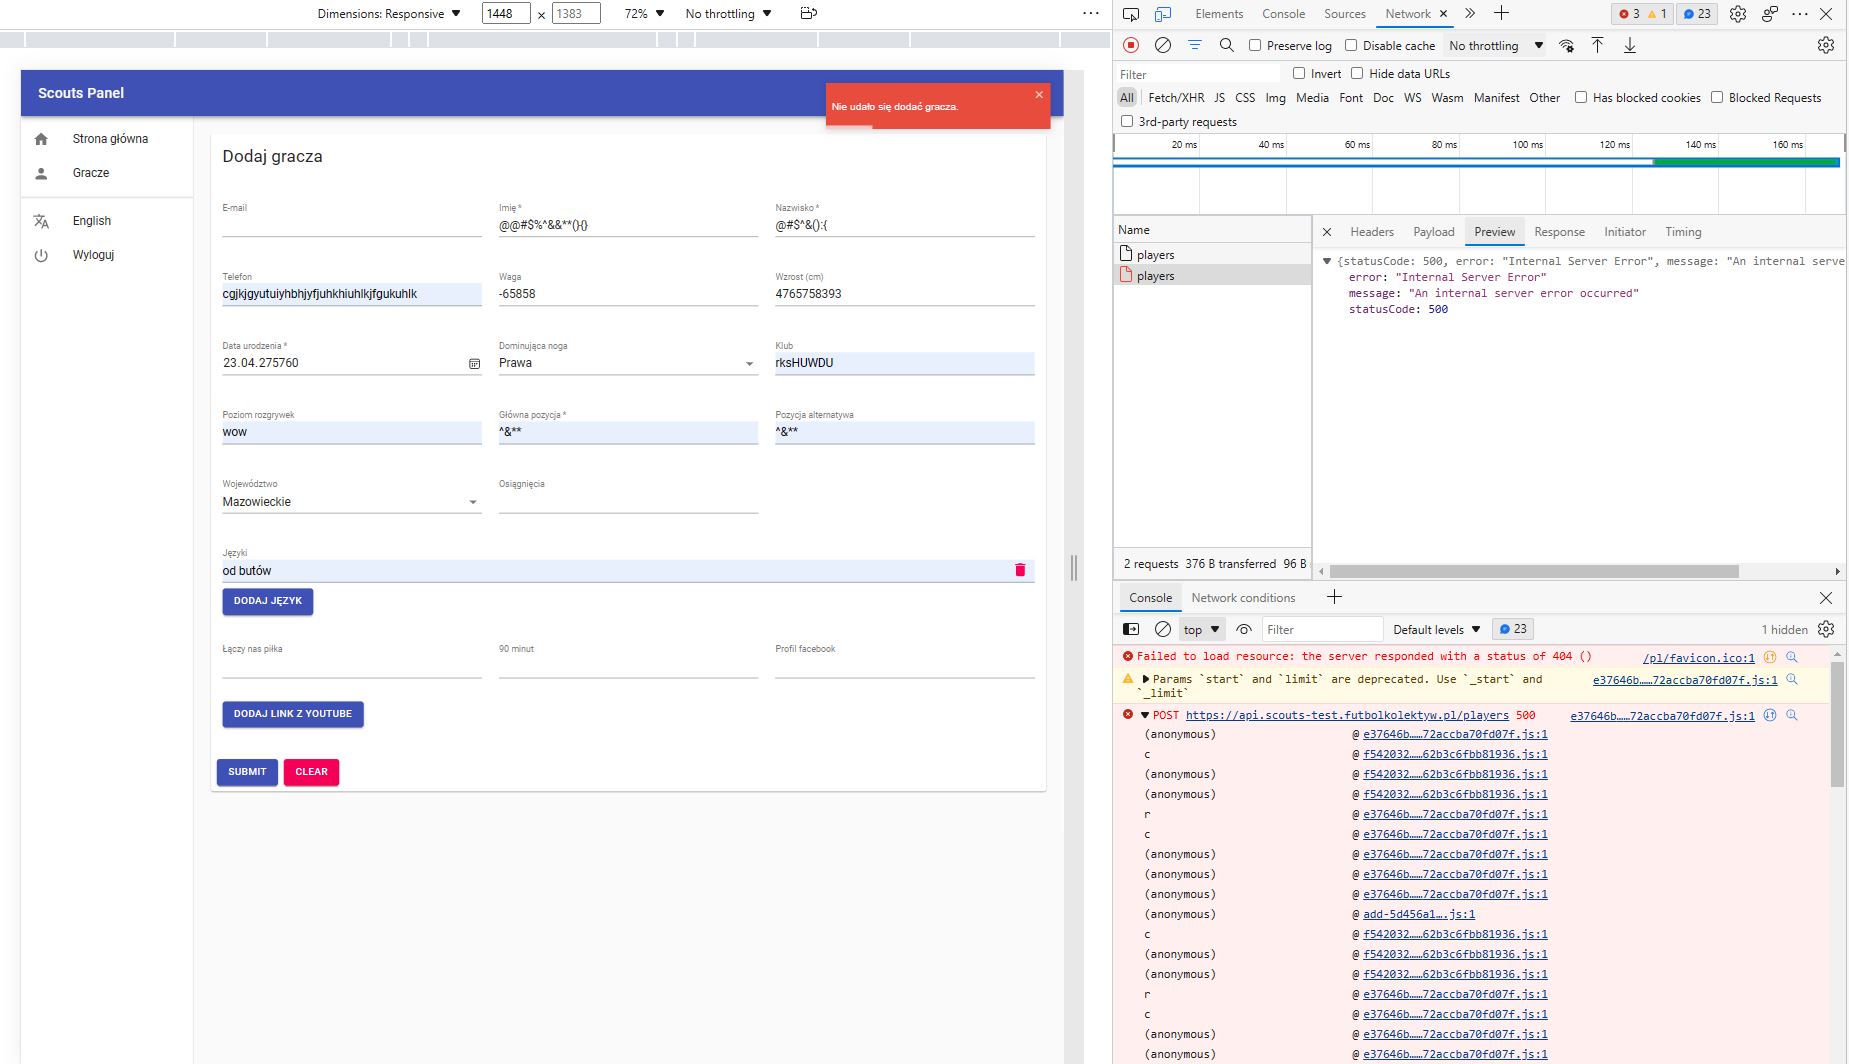 Dimensions: Responsive 1448 x 1383 72% No throttling
Scouts Panel
Nie udało się dodać gracza.
Strona główna
Gracze
English
Wyloguj
Dodaj gracza
E-mail
Imię * Nazwisko *
@@#$%^&&**(){} @#$^&():{
Telefon Waga Wzrost (cm)
cgjkjgyutuiyhbhjyfjuhkhiuhlkjfgukuhlk -65858 4765758393
Data urodzenia * Dominująca noga Klub
23.04.275760 Prawa rksHUWDU
Poziom rozgrywek Główna pozycja * Pozycja alternatywa
wow ^&** ^&**
Województwo Osiągnięcia
Mazowieckie
Języki
od butów
DODAJ JĘZYK
Łączy nas piłka 90 minut Profil facebook
DODAJ LINK Z YOUTUBE
SUBMIT CLEAR
Elements Console Sources Network 3 1 23
Preserve log Disable cache No throttling
Filter Invert Hide data URLs
All Fetch/XHR JS CSS Img Media Font Doc WS Wasm Manifest Other Has blocked cookies Blocked Requests
3rd-party requests
20 ms 40 ms 60 ms 80 ms 100 ms 120 ms 140 ms 160 ms
Name
players
players
Headers Payload Preview Response Initiator Timing
{statusCode: 500, error: "Internal Server Error", message: "An internal serve
error: "Internal Server Error"
message: "An internal server error occurred"
statusCode: 500
2 requests 376 B transferred 96 B
Console Network conditions
top Filter Default levels 23 1 hidden
Failed to load resource: the server responded with a status of 404 () /pl/favicon.ico:1
Params `start` and `limit` are deprecated. Use `_start` and e37646b……72accba70fd07f.js:1
`_limit`
POST https://api.scouts-test.futbolkolektyw.pl/players 500 e37646b……72accba70fd07f.js:1
(anonymous) @ e37646b……72accba70fd07f.js:1
c @ f542032……62b3c6fbb81936.js:1
(anonymous) @ f542032……62b3c6fbb81936.js:1
(anonymous) @ f542032……62b3c6fbb81936.js:1
r @ e37646b……72accba70fd07f.js:1
c @ e37646b……72accba70fd07f.js:1
(anonymous) @ e37646b……72accba70fd07f.js:1
(anonymous) @ e37646b……72accba70fd07f.js:1
(anonymous) @ e37646b……72accba70fd07f.js:1
(anonymous) @ add-5d456a1….js:1
c @ f542032……62b3c6fbb81936.js:1
(anonymous) @ f542032……62b3c6fbb81936.js:1
(anonymous) @ f542032……62b3c6fbb81936.js:1
r @ e37646b……72accba70fd07f.js:1
c @ e37646b……72accba70fd07f.js:1
(anonymous) @ e37646b……72accba70fd07f.js:1
(anonymous) @ e37646b……72accba70fd07f.js:1